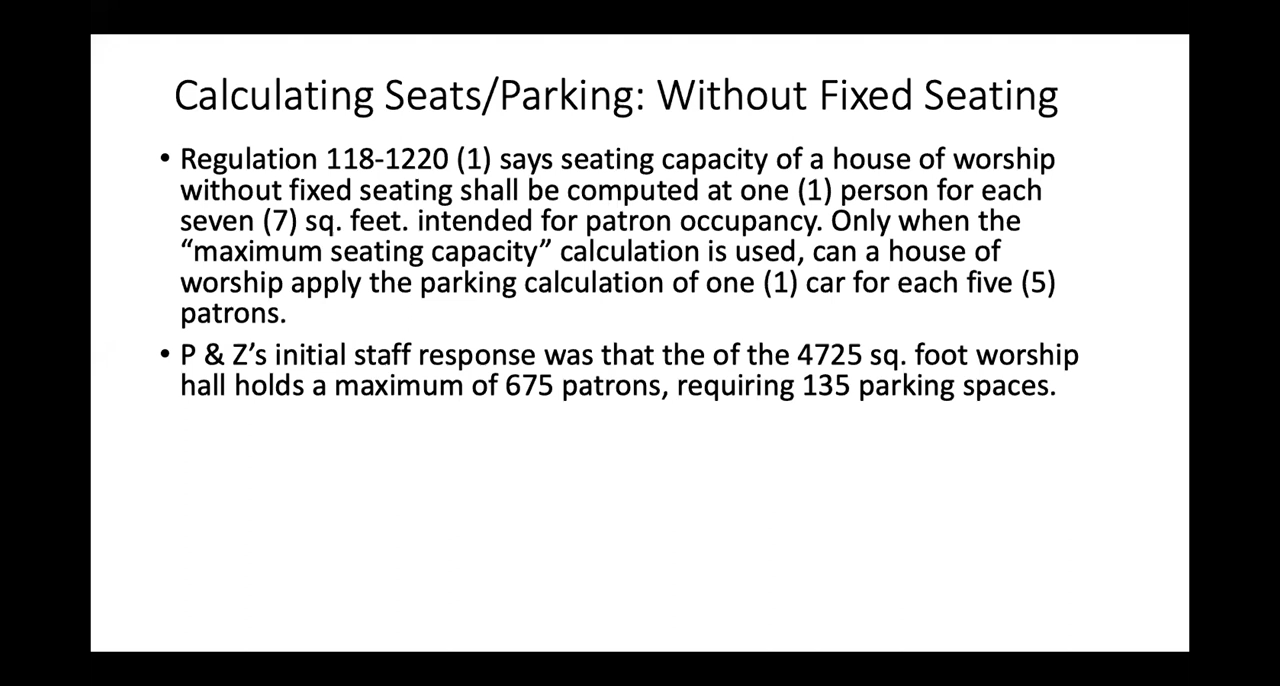 Calculating Seats/Parking: Without Fixed Seating
• Regulation 118-1220 (1) says seating capacity of a house of worship
without fixed seating shall be computed at one (1) person for each
seven (7) sq. feet. intended for patron occupancy. Only when the
“maximum seating capacity” calculation is used, can a house of
worship apply the parking calculation of one (1) car for each five (5)
patrons.
• P & Z’s initial staff response was that the of the 4725 sq. foot worship
hall holds a maximum of 675 patrons, requiring 135 parking spaces.